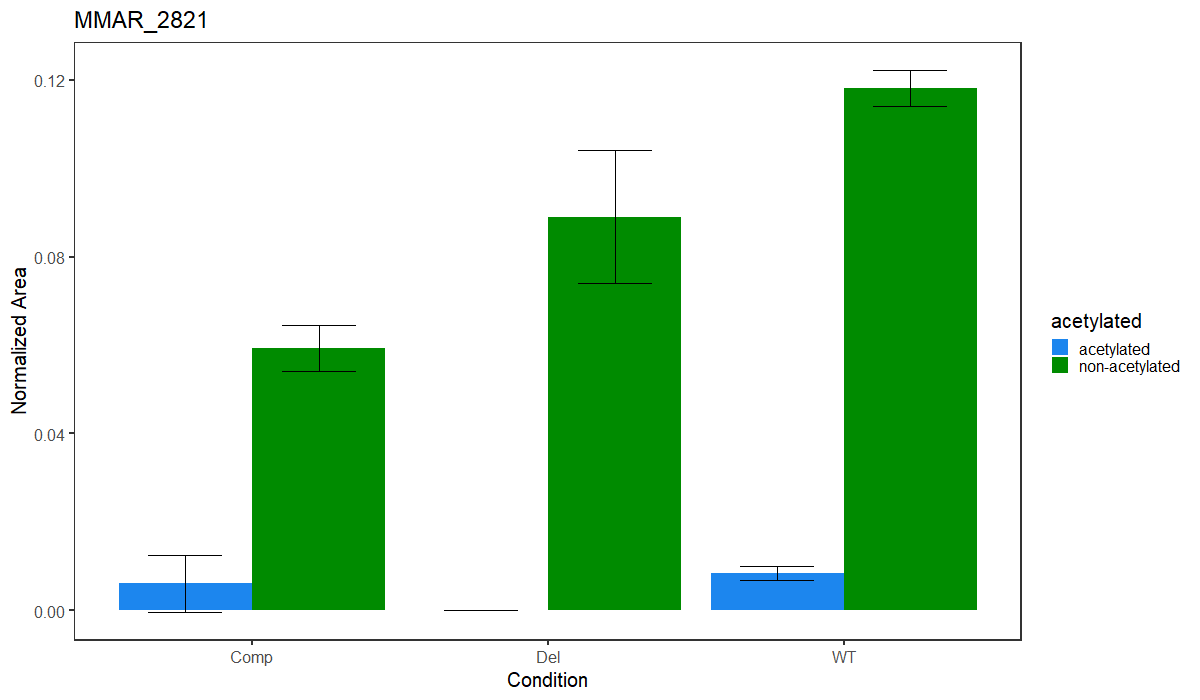 MMAR_2821
0.12
0.08
0.04
0.00
Normalized Area
Comp
Del
WT
Condition
acetylated
acetylated
non-acetylated